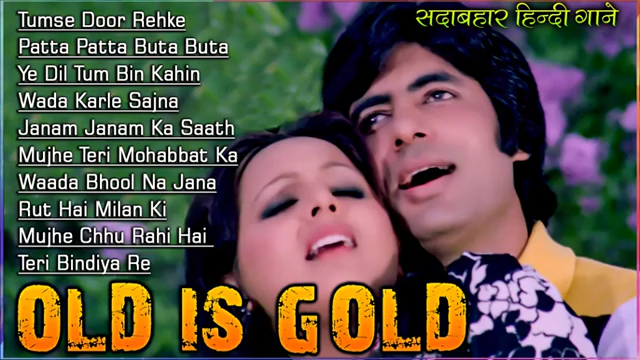 सदाबहार हिन्दी गाने
Tumse Door Rehke
Patta Patta Buta Buta
Ye Dil Tum Bin Kahin
Wada Karle Sajna
Janam Janam Ka Saath
Mujhe Teri Mohabbat Ka
Waada Bhool Na Jana
Rut Hai Milan Ki
Mujhe Chhu Rahi Hai
Teri Bindiya Re
OLD IS GOLD